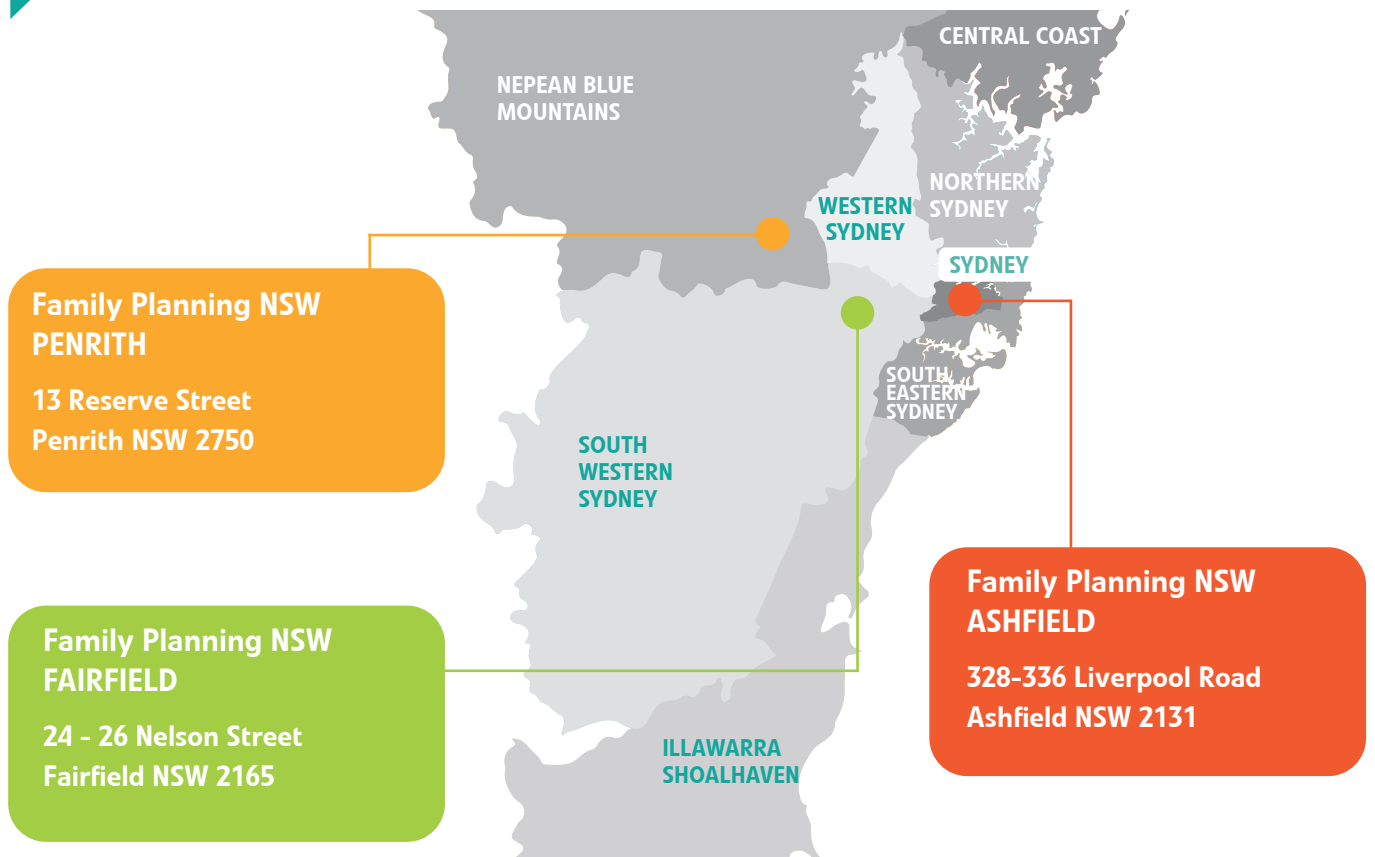 CENTRAL COAST
NEPEAN BLUE
MOUNTAINS
NORTHERN
SYDNEY
WESTERN
SYDNEY
SYDNEY
Family Planning NSW
PENRITH
13 Reserve Street
Penrith NSW 2750
SOUTH
EASTERN
SYDNEY
SOUTH
WESTERN
SYDNEY
Family Planning NSW
ASHFIELD
328-336 Liverpool Road
Ashfield NSW 2131
Family Planning NSW
FAIRFIELD
24 - 26 Nelson Street
Fairfield NSW 2165
ILLAWARRA
SHOALHAVEN